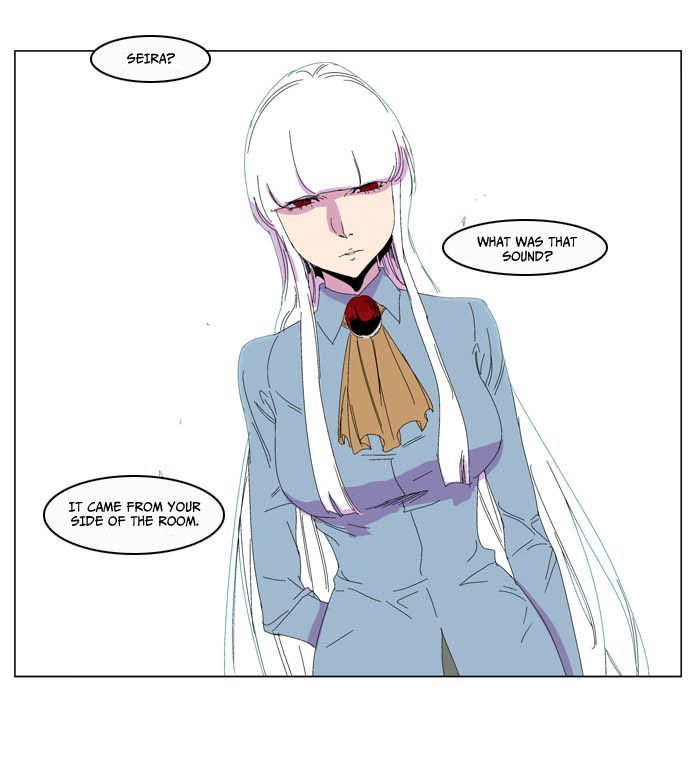 SEIRA?
WHAT WAS THAT
SOUND?
IT CAME FROM YOUR
SIDE OF THE ROOM.